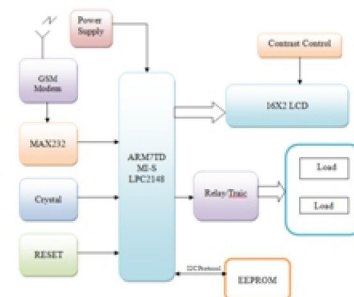 Power
Supply
Contrast Control
GSM
Modem
16X2 LCD
MAX232
ARM7TD
MI-S
LPC2148
Load
Crystal
Relay/Traic
Load
RESET
I2C Protocol
EEPROM